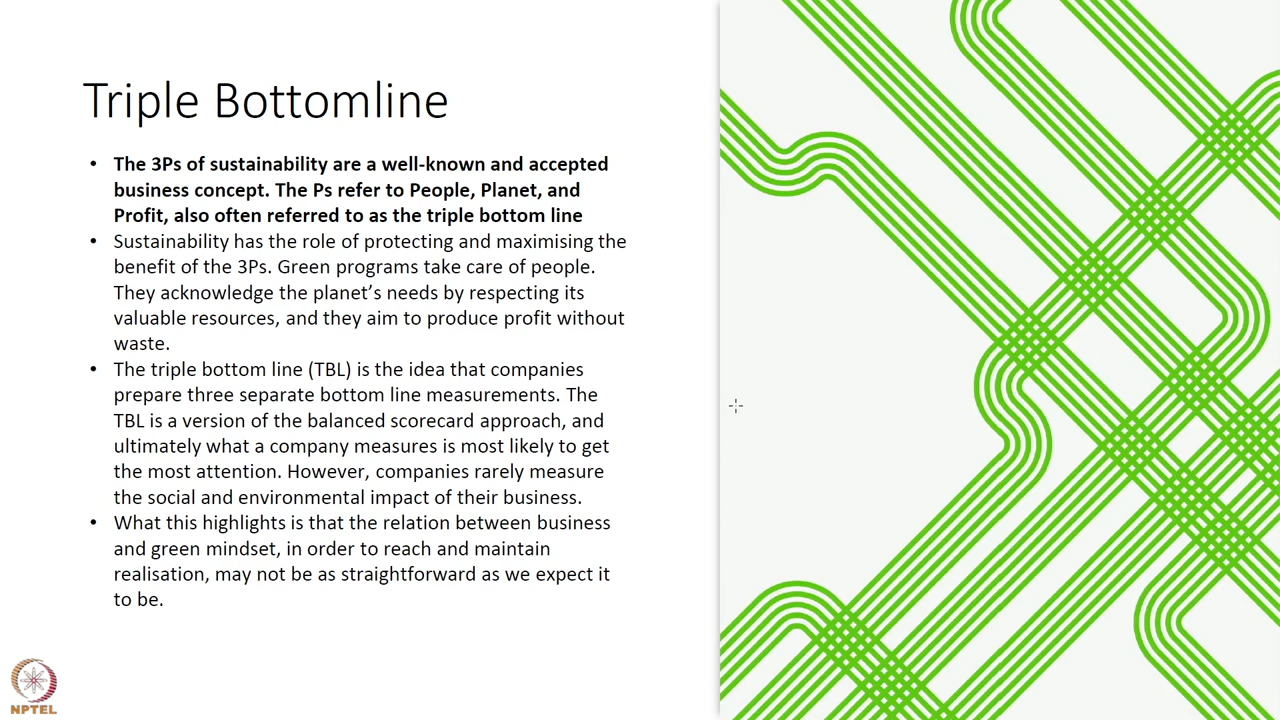 Triple Bottomline
• The 3Ps of sustainability are a well-known and accepted
business concept. The Ps refer to People, Planet, and
Profit, also often referred to as the triple bottom line
• Sustainability has the role of protecting and maximising the
benefit of the 3Ps. Green programs take care of people.
They acknowledge the planet’s needs by respecting its
valuable resources, and they aim to produce profit without
waste.
• The triple bottom line (TBL) is the idea that companies
prepare three separate bottom line measurements. The
TBL is a version of the balanced scorecard approach, and
ultimately what a company measures is most likely to get
the most attention. However, companies rarely measure
the social and environmental impact of their business.
• What this highlights is that the relation between business
and green mindset, in order to reach and maintain
realisation, may not be as straightforward as we expect it
to be.
NPTEL